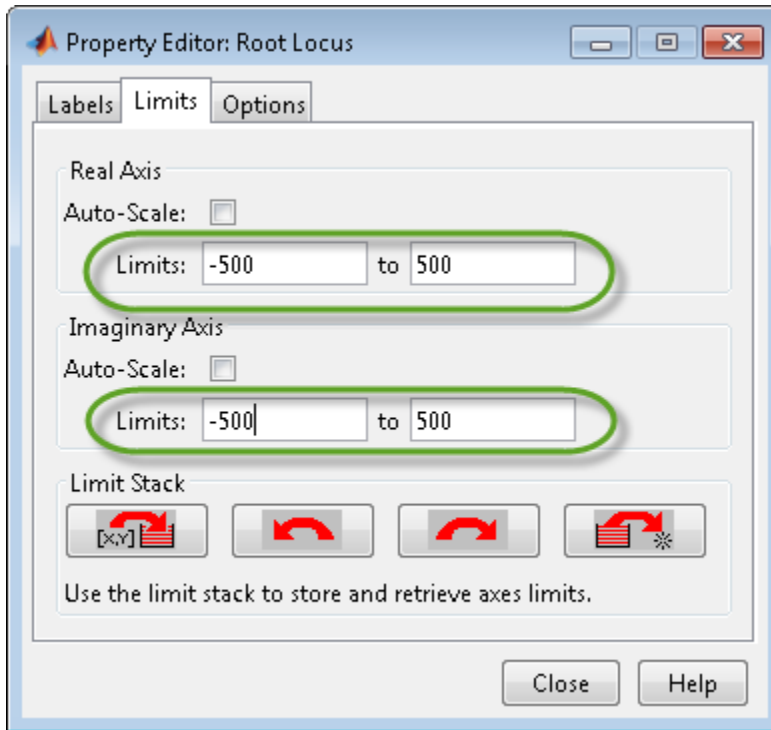 Property Editor: Root Locus
Labels Limits Options
Real Axis
Auto-Scale:
Limits: -500 to 500
Imaginary Axis
Auto-Scale:
Limits: -500 to 500
Limit Stack
[X,Y]
Use the limit stack to store and retrieve axes limits.
Close Help